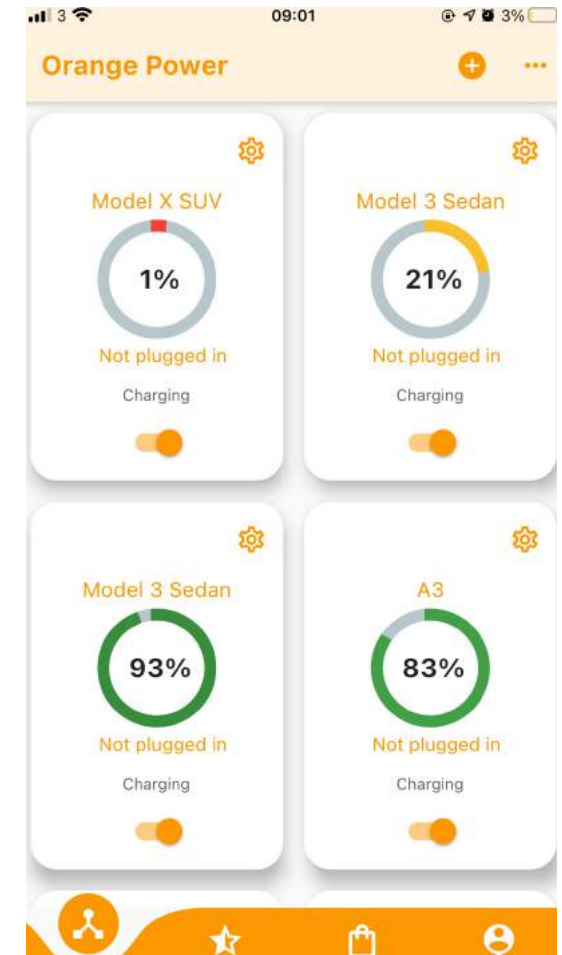 3 09:01 3%
Orange Power
Model X SUV
1%
Not plugged in
Charging
Model 3 Sedan
21%
Not plugged in
Charging
Model 3 Sedan
93%
Not plugged in
Charging
A3
83%
Not plugged in
Charging